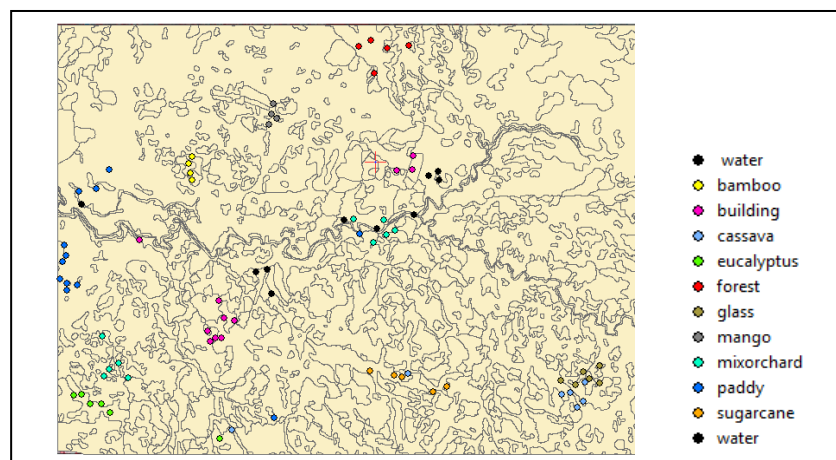 water
bamboo
building
cassava
eucalyptus
forest
glass
mango
mixorchard
paddy
sugarcane
water